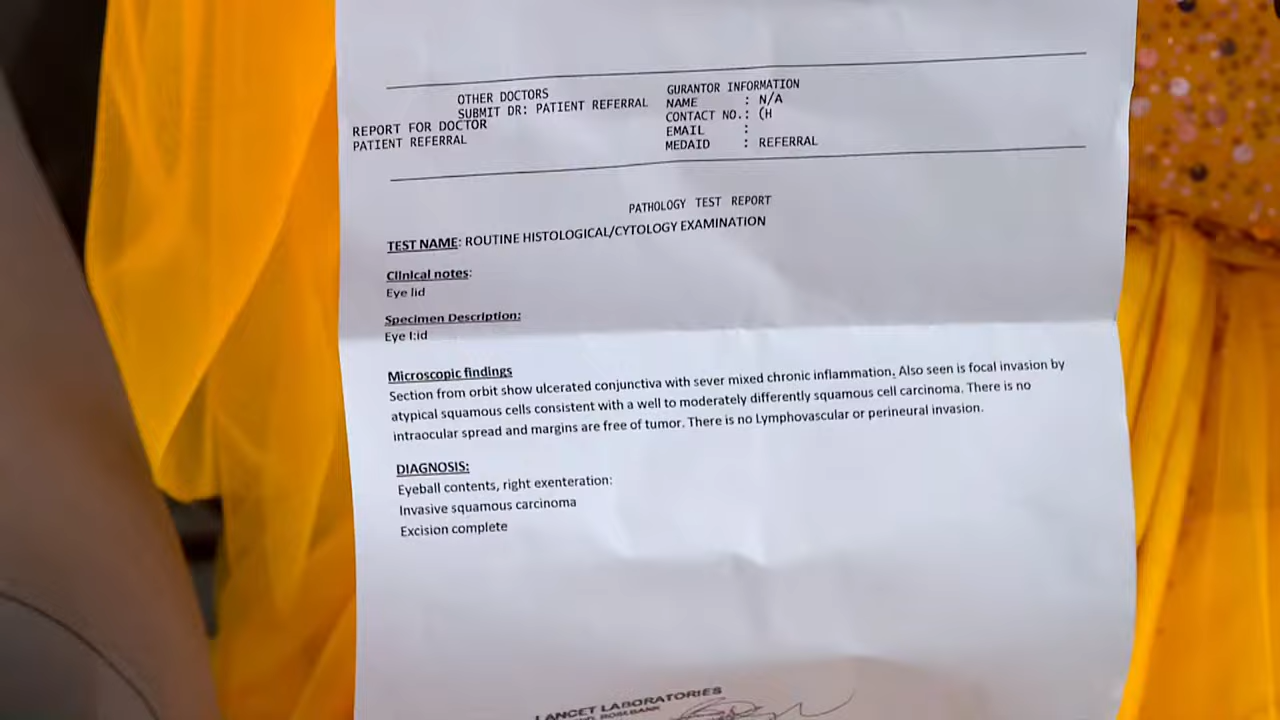 OTHER DOCTORS
SUBMIT DR: PATIENT REFERRAL
REPORT FOR DOCTOR
PATIENT REFERRAL
GURANTOR INFORMATION
NAME : N/A
CONTACT NO.: (H
EMAIL :
MEDAID : REFERRAL
PATHOLOGY TEST REPORT
TEST NAME: ROUTINE HISTOLOGICAL/CYTOLOGY EXAMINATION
Clinical notes:
Eye lid
Specimen Description:
Eye l:id
Microscopic findings
Section from orbit show ulcerated conjunctiva with sever mixed chronic inflammation. Also seen is focal invasion by
atypical squamous cells consistent with a well to moderately differently squamous cell carcinoma. There is no
intraocular spread and margins are free of tumor. There is no Lymphovascular or perineural invasion.
DIAGNOSIS:
Eyeball contents, right exenteration:
Invasive squamous carcinoma
Excision complete
LANCET LABORATORIES
ROSEBANK